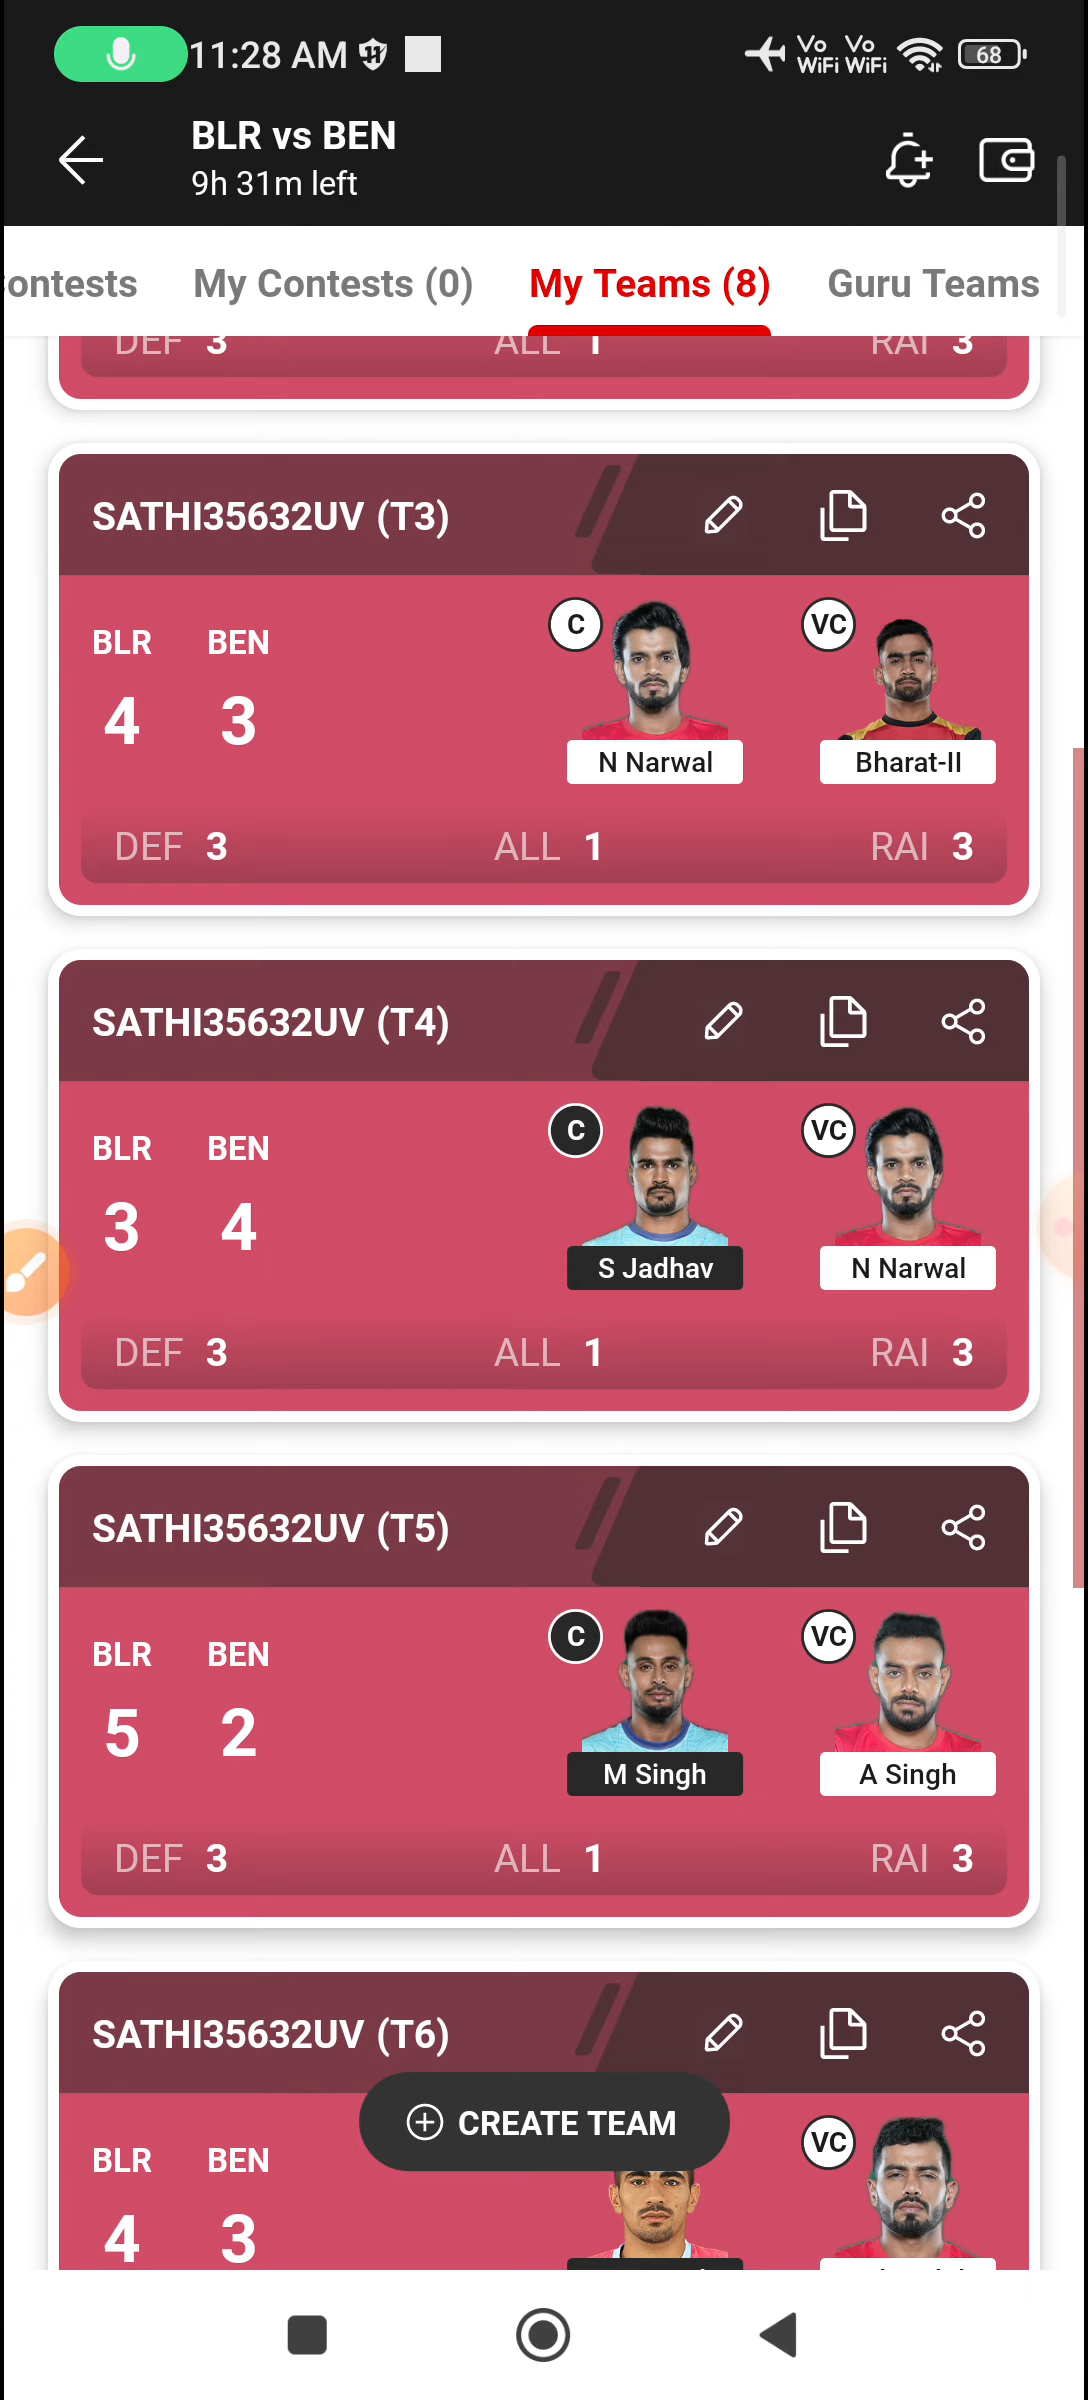 11:28 AM
Vo WiFi Vo WiFi
68
BLR vs BEN
9h 31m left
ontests My Contests (0) My Teams (8) Guru Teams
DEF 3 ALL 1 RAI 3
SATHI35632UV (T3)
C VC
BLR BEN
4 3
N Narwal Bharat-II
DEF 3 ALL 1 RAI 3
SATHI35632UV (T4)
C VC
BLR BEN
3 4
S Jadhav N Narwal
DEF 3 ALL 1 RAI 3
SATHI35632UV (T5)
C VC
BLR BEN
5 2
M Singh A Singh
DEF 3 ALL 1 RAI 3
SATHI35632UV (T6)
CREATE TEAM
VC
BLR BEN
4 3